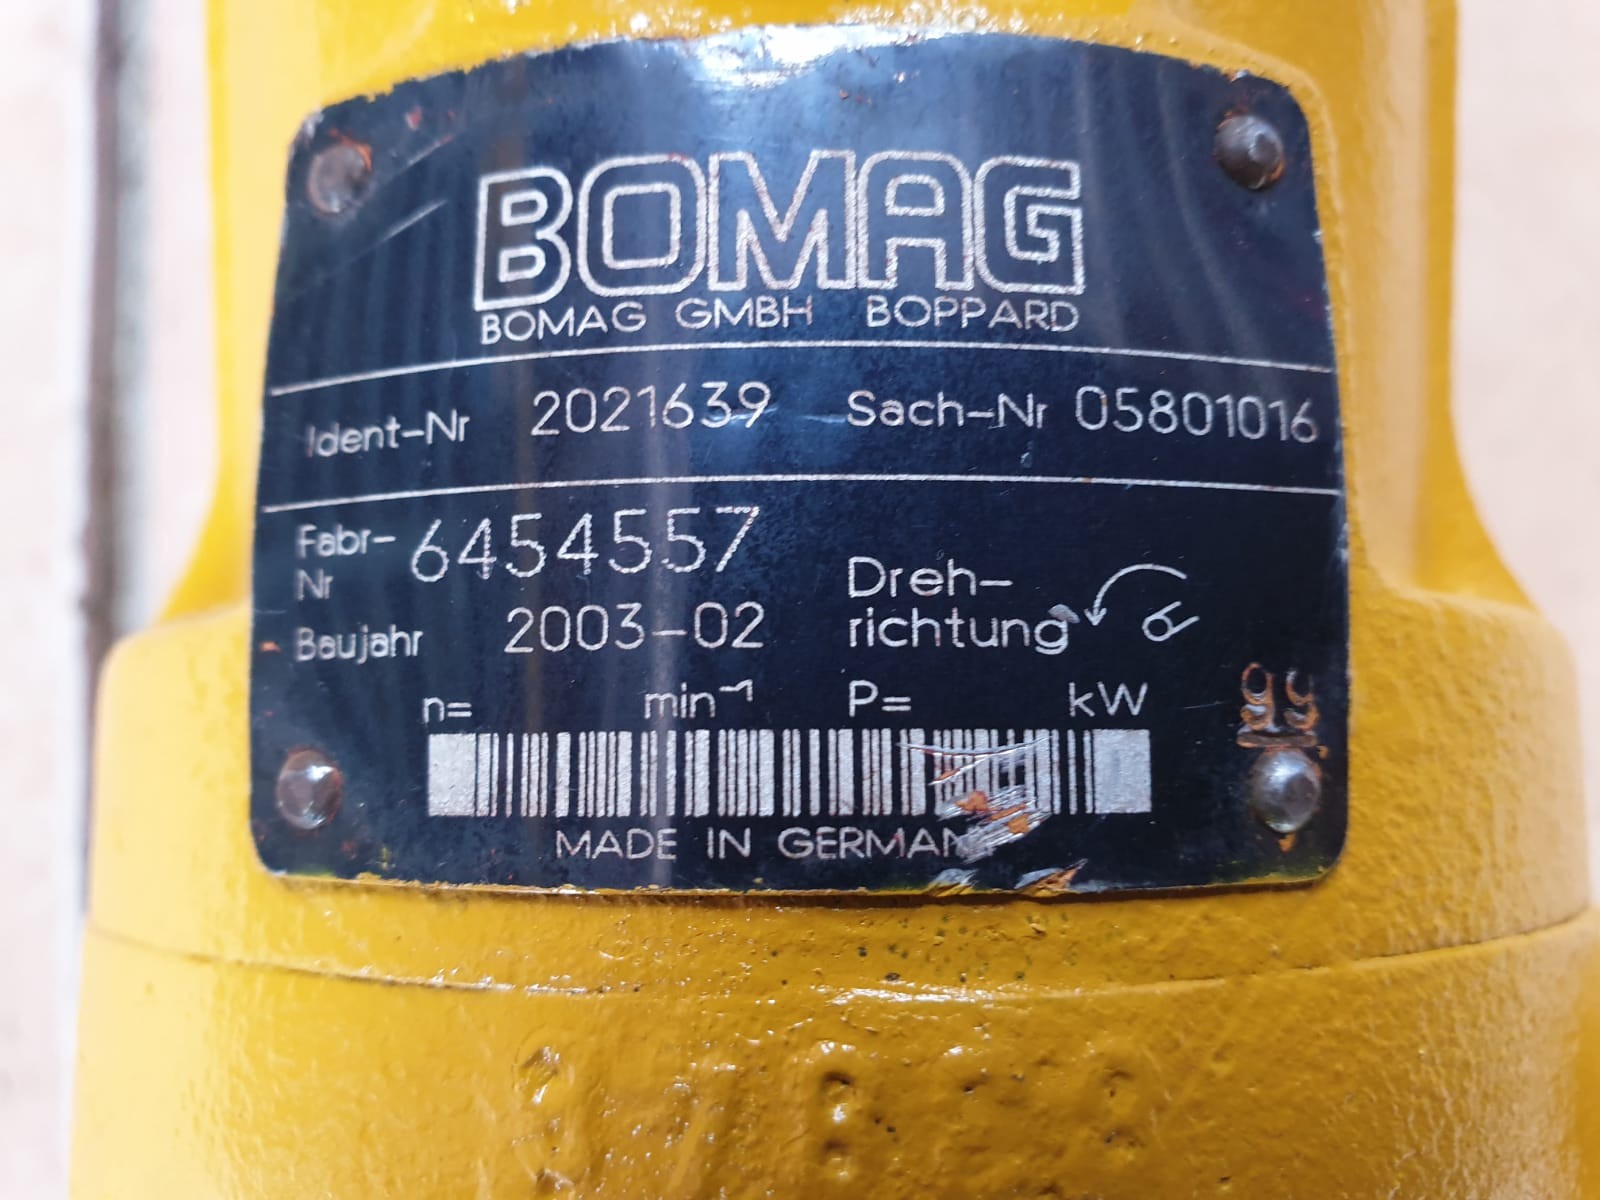 BOMAG
BOMAG GMBH BOPPARD
Ident-Nr 2021639 Sach-Nr 05801016
Fabr-Nr 6454557
Baujahr 2003-02
Dreh-
richtung
n= min⁻¹ P= kW
MADE IN GERMANY